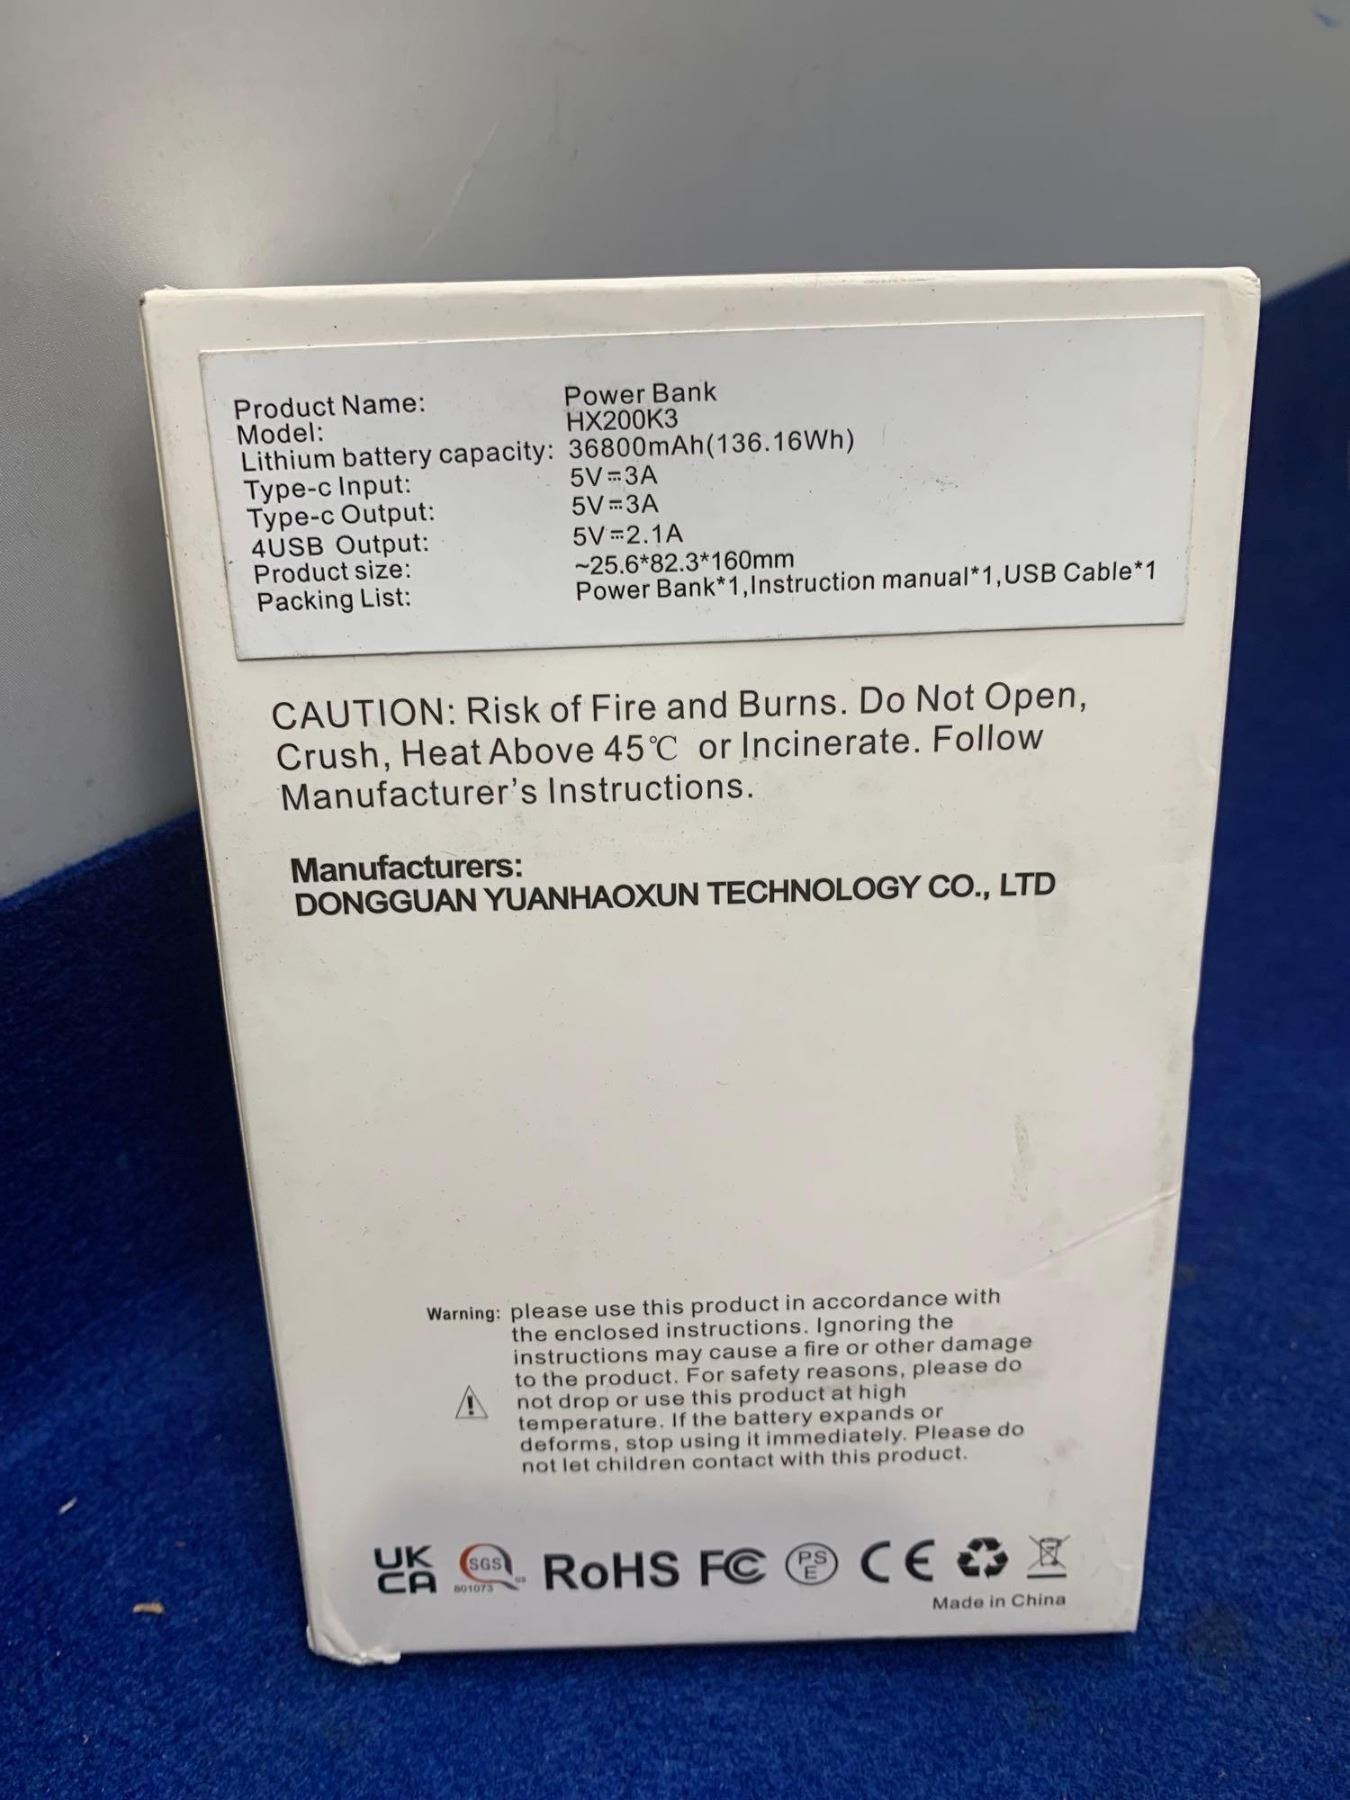 Product Name: Power Bank
Model: HX200K3
Lithium battery capacity: 36800mAh(136.16Wh)
Type-c Input: 5V⎓3A
Type-c Output: 5V⎓3A
4USB Output: 5V⎓2.1A
Product size: ~25.6*82.3*160mm
Packing List: Power Bank*1,Instruction manual*1,USB Cable*1
CAUTION: Risk of Fire and Burns. Do Not Open,
Crush, Heat Above 45℃ or Incinerate. Follow
Manufacturer's Instructions.
Manufacturers:
DONGGUAN YUANHAOXUN TECHNOLOGY CO., LTD
Warning: please use this product in accordance with
the enclosed instructions. Ignoring the
instructions may cause a fire or other damage
to the product. For safety reasons, please do
not drop or use this product at high
temperature. If the battery expands or
deforms, stop using it immediately. Please do
not let children contact with this product.
UK
CA
SGS
801073
RoHS FC PSE CE
Made in China